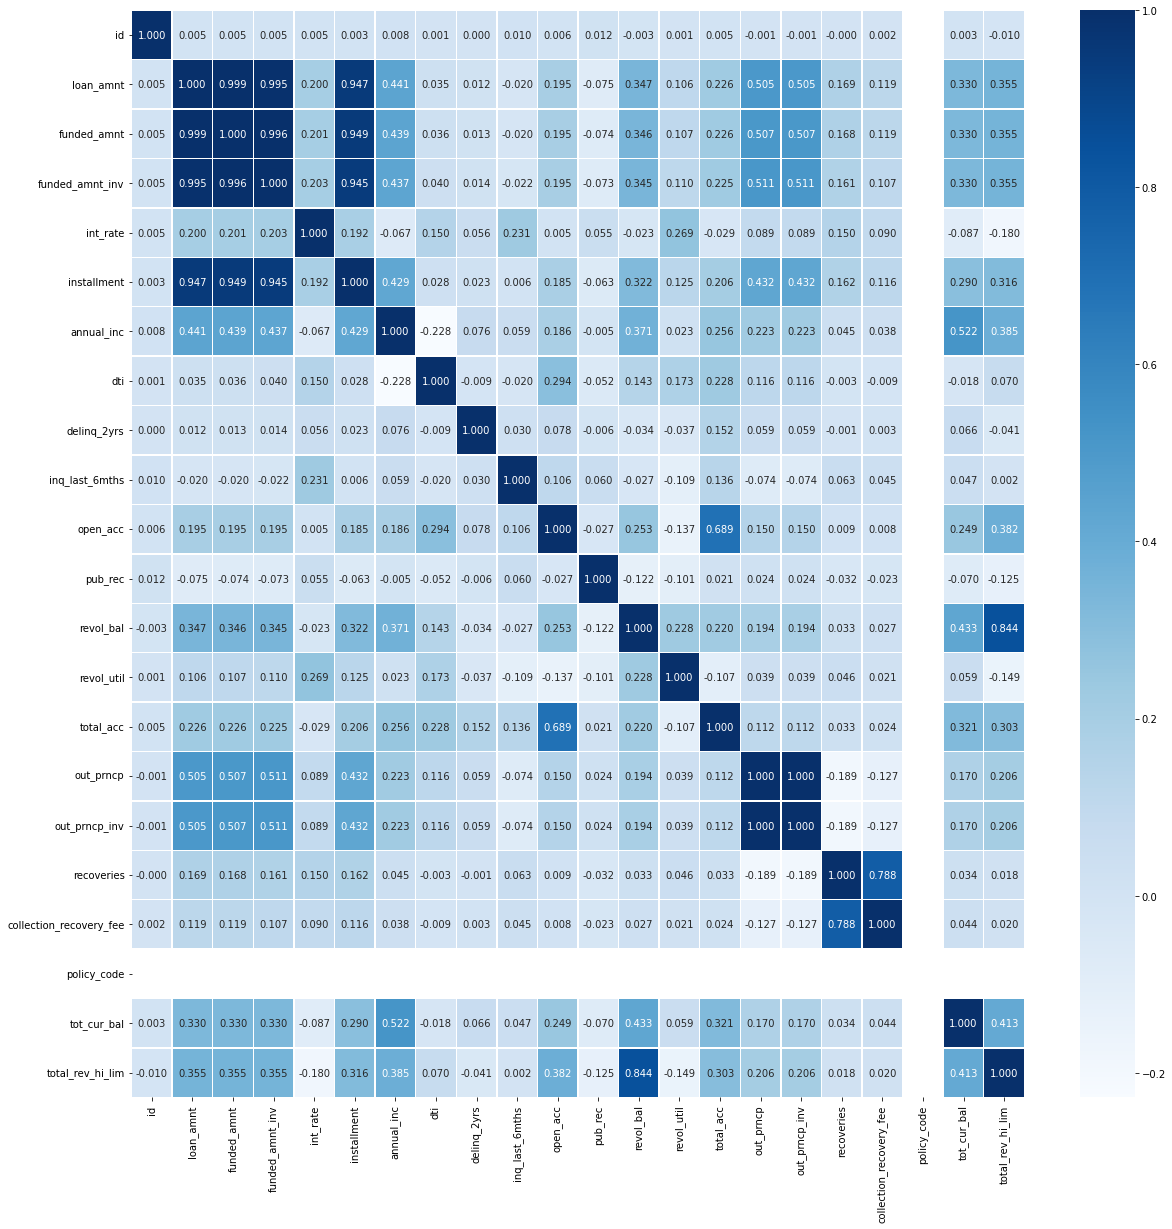 id 1.000 0.005 0.005 0.005 0.005 0.003 0.008 0.001 0.000 0.010 0.006 0.012 -0.003 0.001 0.005 -0.001 -0.001 -0.000 0.002 0.003 -0.010
loan_amnt 0.005 1.000 0.999 0.995 0.200 0.947 0.441 0.035 0.012 -0.020 0.195 -0.075 0.347 0.106 0.226 0.505 0.505 0.169 0.119 0.330 0.355
funded_amnt 0.005 0.999 1.000 0.996 0.201 0.949 0.439 0.036 0.013 -0.020 0.195 -0.074 0.346 0.107 0.226 0.507 0.507 0.168 0.119 0.330 0.355
funded_amnt_inv 0.005 0.995 0.996 1.000 0.203 0.945 0.437 0.040 0.014 -0.022 0.195 -0.073 0.345 0.110 0.225 0.511 0.511 0.161 0.107 0.330 0.355
int_rate 0.005 0.200 0.201 0.203 1.000 0.192 -0.067 0.150 0.056 0.231 0.005 0.055 -0.023 0.269 -0.029 0.089 0.089 0.150 0.090 -0.087 -0.180
installment 0.003 0.947 0.949 0.945 0.192 1.000 0.429 0.028 0.023 0.006 0.185 -0.063 0.322 0.125 0.206 0.432 0.432 0.162 0.116 0.290 0.316
annual_inc 0.008 0.441 0.439 0.437 -0.067 0.429 1.000 -0.228 0.076 0.059 0.186 -0.005 0.371 0.023 0.256 0.223 0.223 0.045 0.038 0.522 0.385
dti 0.001 0.035 0.036 0.040 0.150 0.028 -0.228 1.000 -0.009 -0.020 0.294 -0.052 0.143 0.173 0.228 0.116 0.116 -0.003 -0.009 -0.018 0.070
delinq_2yrs 0.000 0.012 0.013 0.014 0.056 0.023 0.076 -0.009 1.000 0.030 0.078 -0.006 -0.034 -0.037 0.152 0.059 0.059 -0.001 0.003 0.066 -0.041
inq_last_6mths 0.010 -0.020 -0.020 -0.022 0.231 0.006 0.059 -0.020 0.030 1.000 0.106 0.060 -0.027 -0.109 0.136 -0.074 -0.074 0.063 0.045 0.047 0.002
open_acc 0.006 0.195 0.195 0.195 0.005 0.185 0.186 0.294 0.078 0.106 1.000 -0.027 0.253 -0.137 0.689 0.150 0.150 0.009 0.008 0.249 0.382
pub_rec 0.012 -0.075 -0.074 -0.073 0.055 -0.063 -0.005 -0.052 -0.006 0.060 -0.027 1.000 -0.122 -0.101 0.021 0.024 0.024 -0.032 -0.023 -0.070 -0.125
revol_bal -0.003 0.347 0.346 0.345 -0.023 0.322 0.371 0.143 -0.034 -0.027 0.253 -0.122 1.000 0.228 0.220 0.194 0.194 0.033 0.027 0.433 0.844
revol_util 0.001 0.106 0.107 0.110 0.269 0.125 0.023 0.173 -0.037 -0.109 -0.137 -0.101 0.228 1.000 -0.107 0.039 0.039 0.046 0.021 0.059 -0.149
total_acc 0.005 0.226 0.226 0.225 -0.029 0.206 0.256 0.228 0.152 0.136 0.689 0.021 0.220 -0.107 1.000 0.112 0.112 0.033 0.024 0.321 0.303
out_prncp -0.001 0.505 0.507 0.511 0.089 0.432 0.223 0.116 0.059 -0.074 0.150 0.024 0.194 0.039 0.112 1.000 1.000 -0.189 -0.127 0.170 0.206
out_prncp_inv -0.001 0.505 0.507 0.511 0.089 0.432 0.223 0.116 0.059 -0.074 0.150 0.024 0.194 0.039 0.112 1.000 1.000 -0.189 -0.127 0.170 0.206
recoveries -0.000 0.169 0.168 0.161 0.150 0.162 0.045 -0.003 -0.001 0.063 0.009 -0.032 0.033 0.046 0.033 -0.189 -0.189 1.000 0.788 0.034 0.018
collection_recovery_fee 0.002 0.119 0.119 0.107 0.090 0.116 0.038 -0.009 0.003 0.045 0.008 -0.023 0.027 0.021 0.024 -0.127 -0.127 0.788 1.000 0.044 0.020
policy_code
tot_cur_bal 0.003 0.330 0.330 0.330 -0.087 0.290 0.522 -0.018 0.066 0.047 0.249 -0.070 0.433 0.059 0.321 0.170 0.170 0.034 0.044 1.000 0.413
total_rev_hi_lim -0.010 0.355 0.355 0.355 -0.180 0.316 0.385 0.070 -0.041 0.002 0.382 -0.125 0.844 -0.149 0.303 0.206 0.206 0.018 0.020 0.413 1.000
id
loan_amnt
funded_amnt
funded_amnt_inv
int_rate
installment
annual_inc
dti
delinq_2yrs
inq_last_6mths
open_acc
pub_rec
revol_bal
revol_util
total_acc
out_prncp
out_prncp_inv
recoveries
collection_recovery_fee
policy_code
tot_cur_bal
total_rev_hi_lim
1.0
0.8
0.6
0.4
0.2
0.0
−0.2